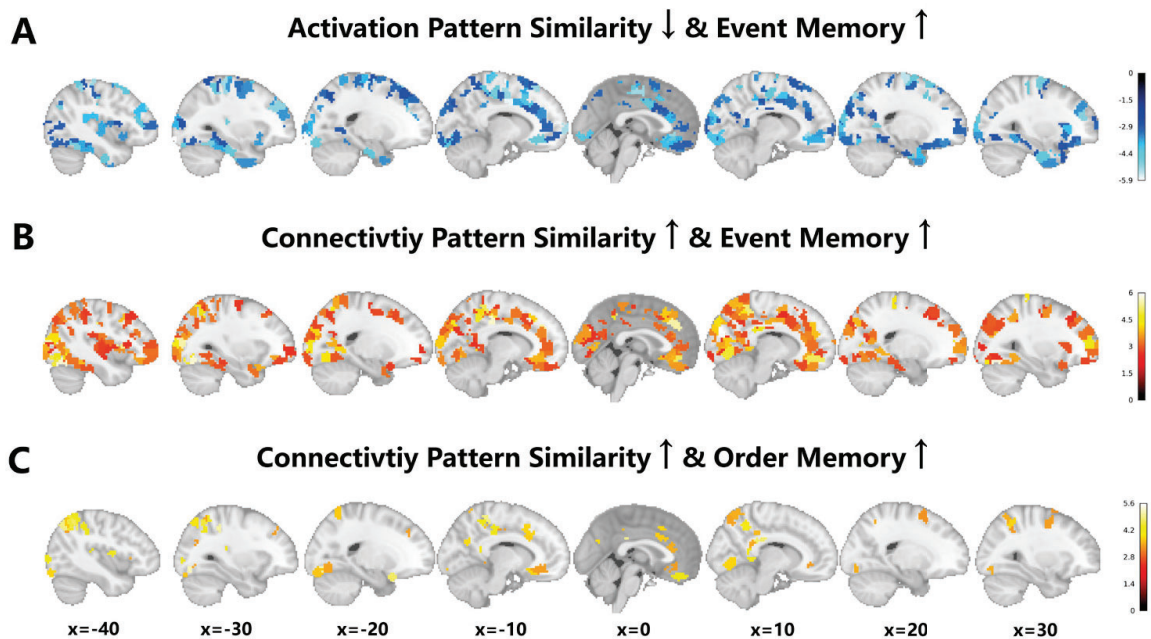 A
Activation Pattern Similarity ↓ & Event Memory ↑
0
-1.5
-2.9
-4.4
-5.9
B
Connectivtiy Pattern Similarity ↑ & Event Memory ↑
6
4.5
3
1.5
0
C
Connectivtiy Pattern Similarity ↑ & Order Memory ↑
5.6
4.2
2.8
1.4
0
x=-40 x=-30 x=-20 x=-10 x=0 x=10 x=20 x=30